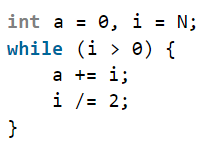 int a = 0, i = N;
while (i > 0) {
    a += i;
    i /= 2;
}